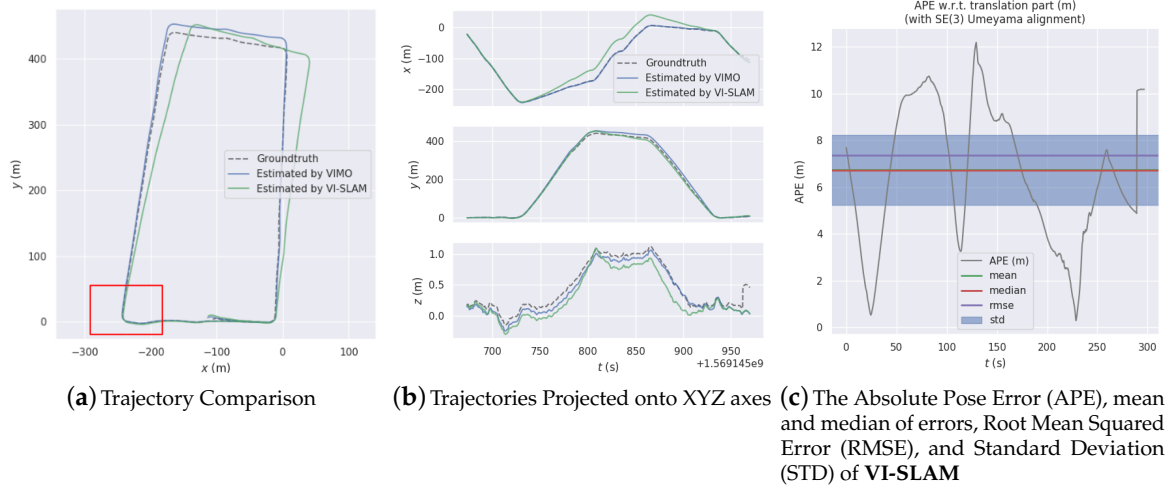 400
300
200
100
0
−300
−200
−100
0
100
y (m)
x (m)
Groundtruth
Estimated by VIMO
Estimated by VI-SLAM
(a) Trajectory Comparison
0
−100
−200
x (m)
Groundtruth
Estimated by VIMO
Estimated by VI-SLAM
400
200
0
y (m)
1.0
0.5
0.0
z (m)
700
750
800
850
900
950
t (s)
+1.569145e9
(b) Trajectories Projected onto XYZ axes
APE w.r.t. translation part (m)
(with SE(3) Umeyama alignment)
12
10
8
6
4
2
0
APE (m)
APE (m)
mean
median
rmse
std
0
50
100
150
200
250
300
t (s)
(c) The Absolute Pose Error (APE), mean
and median of errors, Root Mean Squared
Error (RMSE), and Standard Deviation
(STD) of VI-SLAM